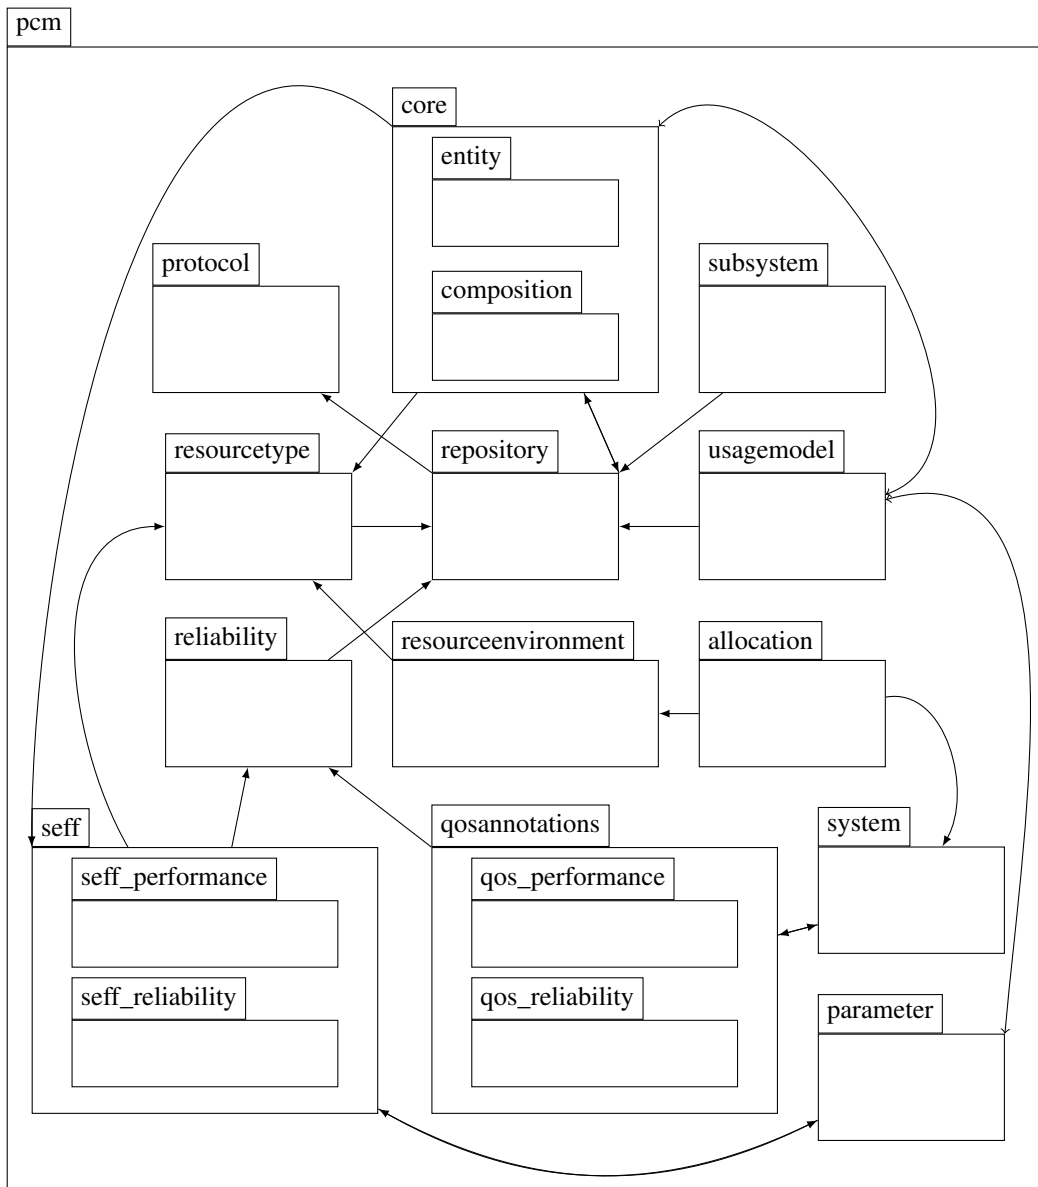 pcm
core
entity
protocol
subsystem
composition
resourcetype
repository
usagemodel
reliability
resourceenvironment
allocation
seff
qosannotations
system
seff_performance
qos_performance
seff_reliability
qos_reliability
parameter